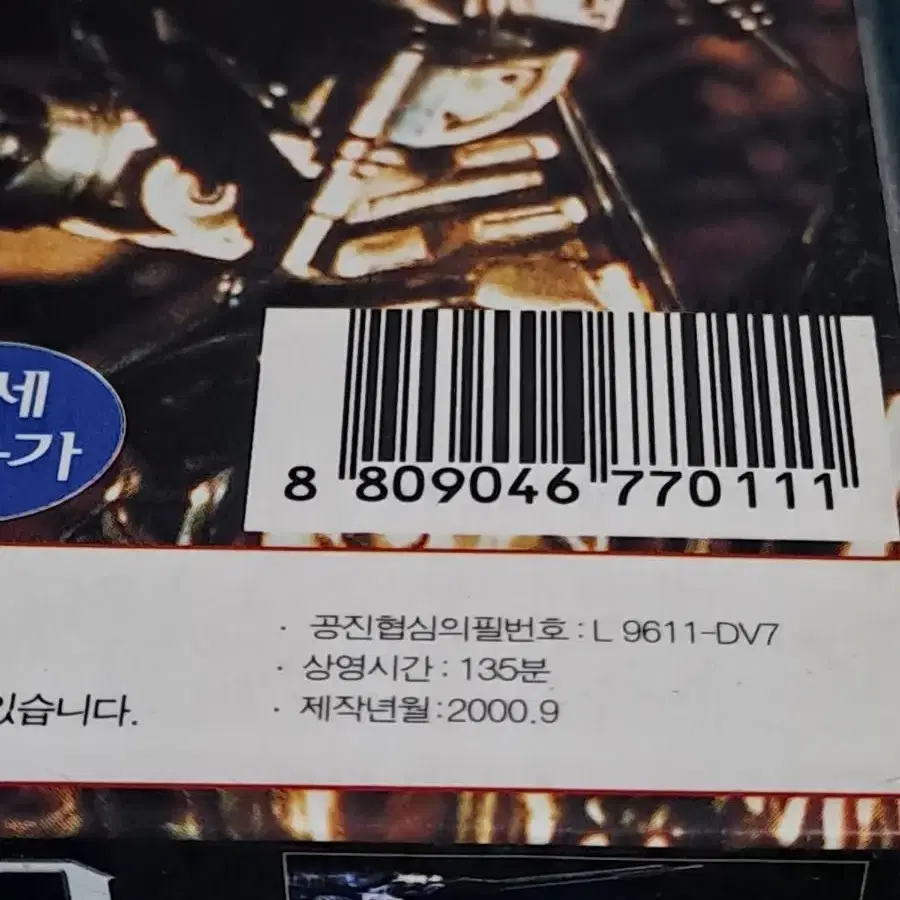 세
가
8 809046 770111
· 공진협심의필번호 : L 9611-DV7
· 상영시간 : 135분
있습니다.
· 제작년월:2000.9